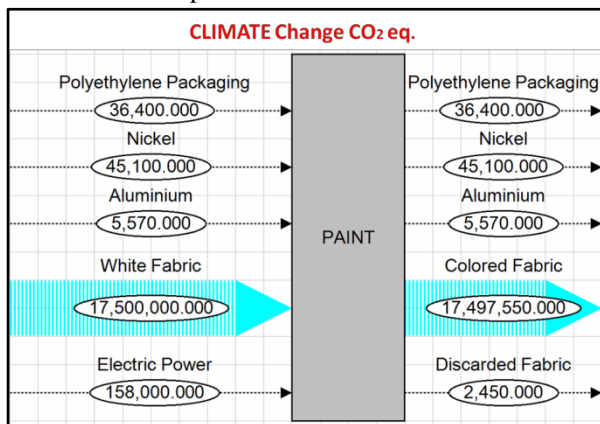 CLIMATE Change CO₂ eq.
Polyethylene Packaging
36,400.000
Nickel
45,100.000
Aluminium
5,570.000
White Fabric
17,500,000.000
Electric Power
158,000.000
PAINT
Polyethylene Packaging
36,400.000
Nickel
45,100.000
Aluminium
5,570.000
Colored Fabric
17,497,550.000
Discarded Fabric
2,450.000